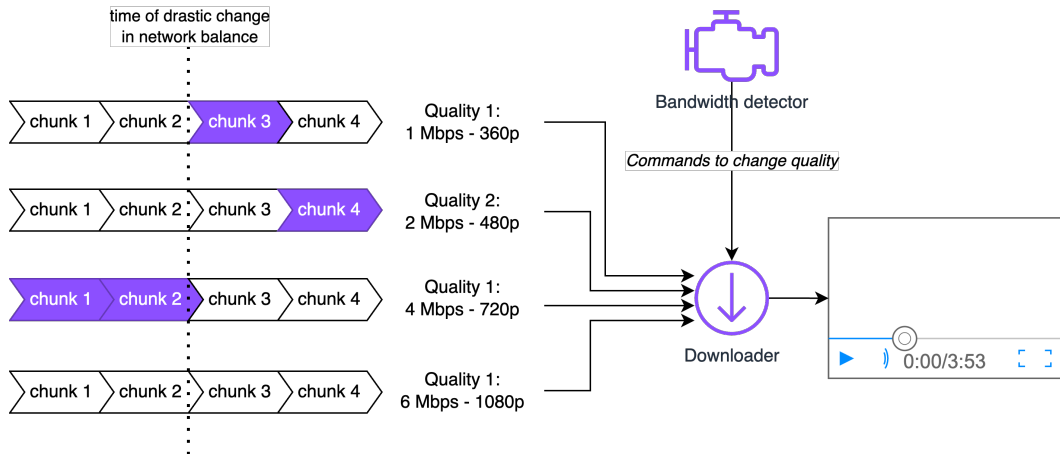 time of drastic change
in network balance
chunk 1 chunk 2 chunk 3 chunk 4
Quality 1:
1 Mbps - 360p
chunk 1 chunk 2 chunk 3 chunk 4
Quality 2:
2 Mbps - 480p
chunk 1 chunk 2 chunk 3 chunk 4
Quality 1:
4 Mbps - 720p
chunk 1 chunk 2 chunk 3 chunk 4
Quality 1:
6 Mbps - 1080p
Bandwidth detector
Commands to change quality
Downloader
0:00/3:53